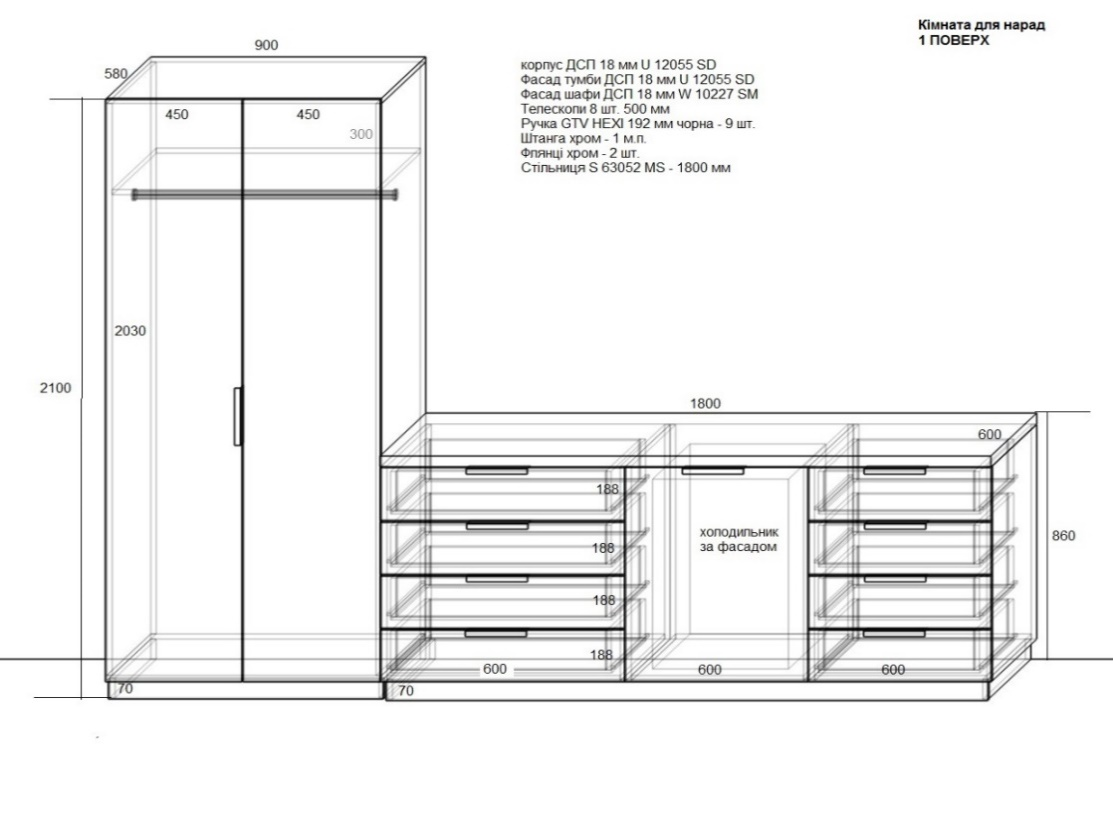 Кімната для нарад
1 ПОВЕРХ
900
580
корпус ДСП 18 мм U 12055 SD
Фасад тумби ДСП 18 мм U 12055 SD
Фасад шафи ДСП 18 мм W 10227 SM
Телескопи 8 шт. 500 мм
Ручка GTV HEXI 192 мм чорна - 9 шт.
Штанга хром - 1 м.п.
Флянці хром - 2 шт.
Стільниця S 63052 MS - 1800 мм
450
450
300
2030
2100
1800
600
188
188
188
188
холодильник
за фасадом
860
600
600
600
70
70